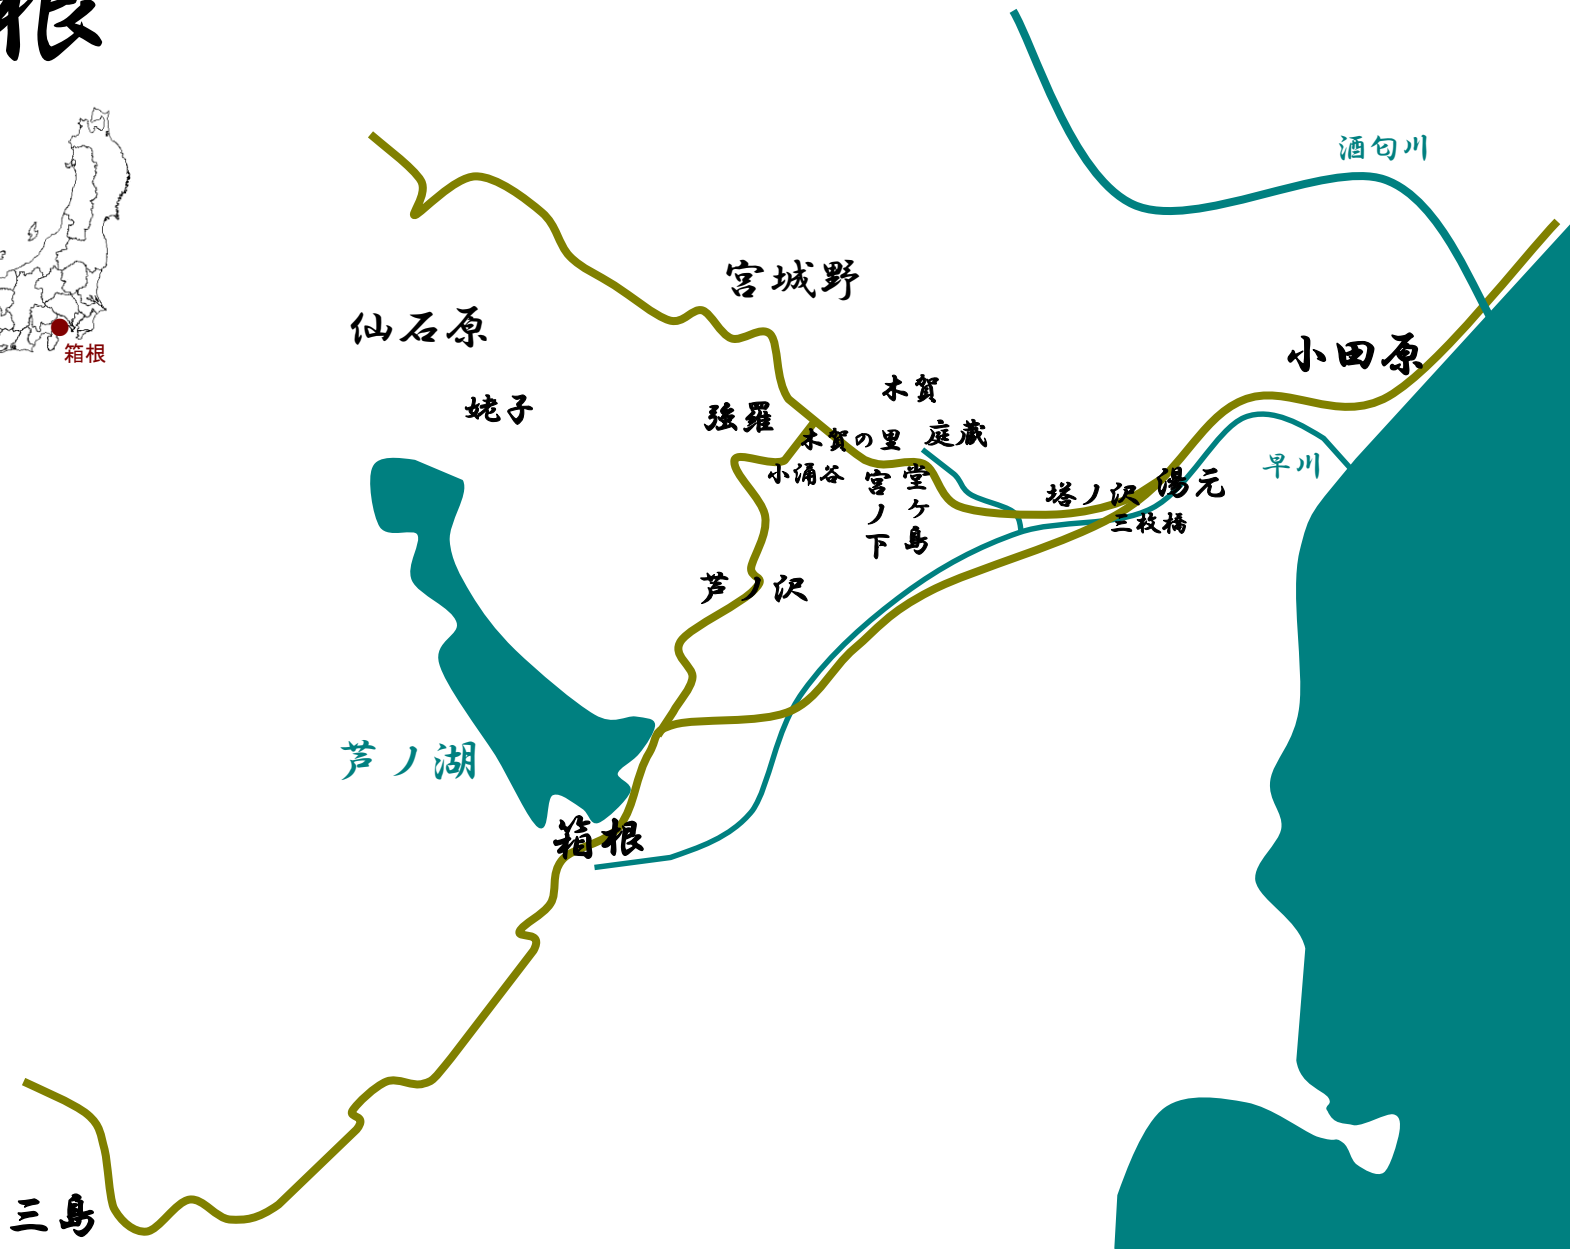 根
箱根
酒匂川
宮城野
仙石原
小田原
木賀
姥子
強羅
木賀の里
庭蔵
小涌谷
宮ノ下
堂ヶ島
早川
塔ノ沢
湯元
三枚橋
芦ノ沢
芦ノ湖
箱根
三島